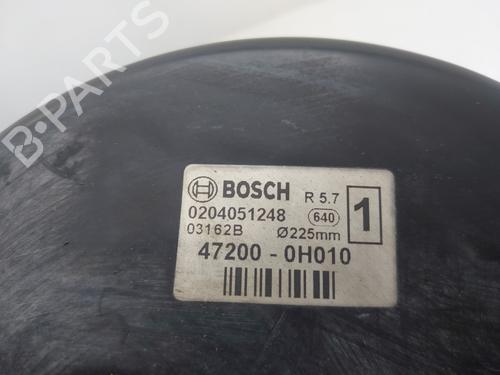 B-Parts
BOSCH R 5.7
0204051248 640 1
03162B Ø225mm
47200 - 0H010